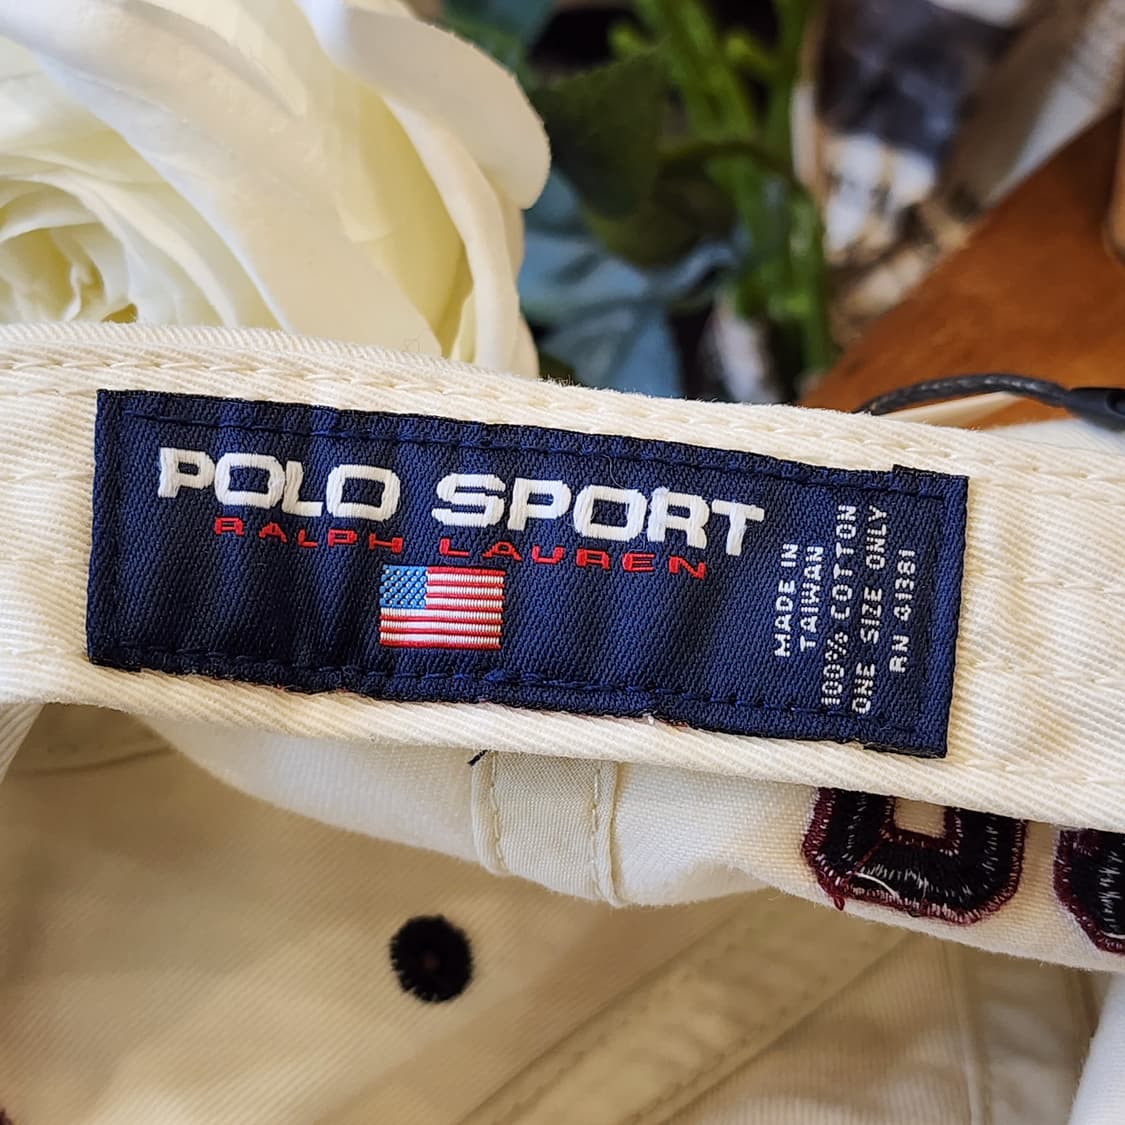 POLO SPORT
RALPH LAUREN
MADE IN
TAIWAN
100% COTTON
ONE SIZE ONLY
RN 41381